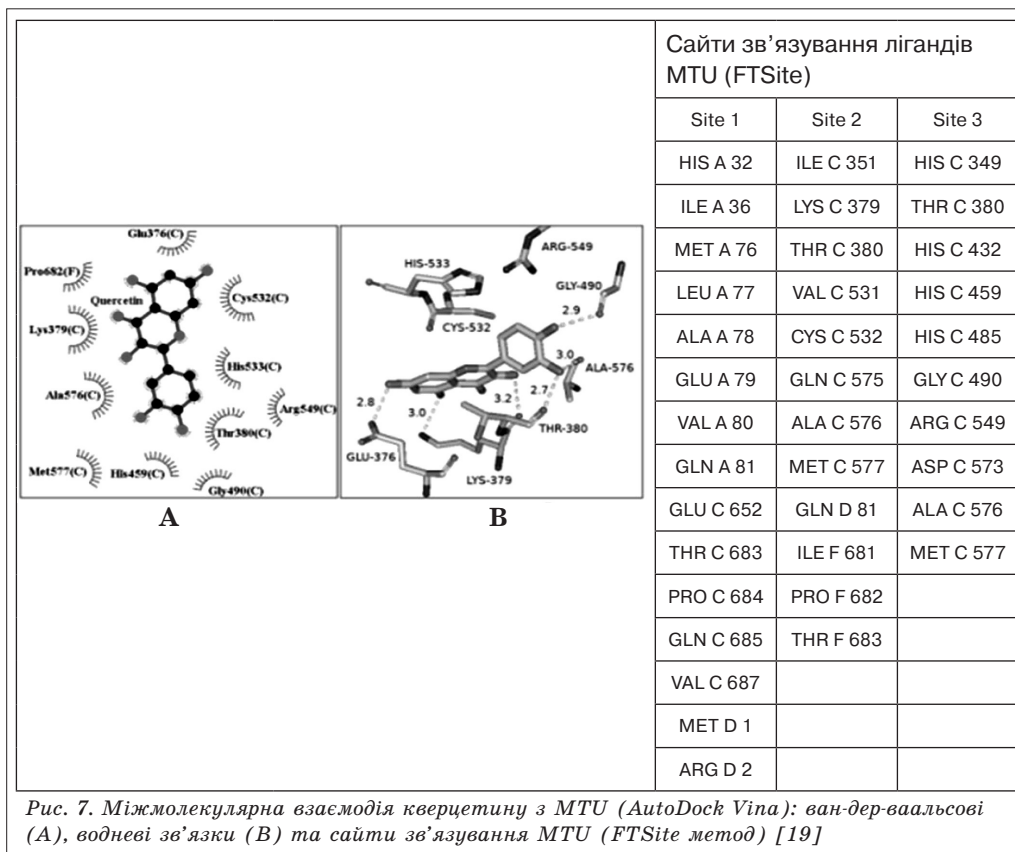 Glu376(C)
Pro682(F)
Quercetin
Cys532(C)
Lys379(C)
His533(C)
Ala576(C)
Arg549(C)
Thr380(C)
Met577(C)
His459(C)
Gly490(C)
A
ARG-549
HIS-533
GLY-490
CYS-532
2.9
3.0
ALA-576
2.8
3.0
3.2
2.7
THR-380
GLU-376
LYS-379
B
Сайти зв’язування лігандів
MTU (FTSite)
Site 1 Site 2 Site 3
HIS A 32 ILE C 351 HIS C 349
ILE A 36 LYS C 379 THR C 380
MET A 76 THR C 380 HIS C 432
LEU A 77 VAL C 531 HIS C 459
ALA A 78 CYS C 532 HIS C 485
GLU A 79 GLN C 575 GLY C 490
VAL A 80 ALA C 576 ARG C 549
GLN A 81 MET C 577 ASP C 573
GLU C 652 GLN D 81 ALA C 576
THR C 683 ILE F 681 MET C 577
PRO C 684 PRO F 682
GLN C 685 THR F 683
VAL C 687
MET D 1
ARG D 2
Рис. 7. Міжмолекулярна взаємодія кверцетину з MTU (AutoDock Vina): ван-дер-ваальсові
(А), водневі зв’язки (В) та сайти зв’язування MTU (FTSite метод) [19]